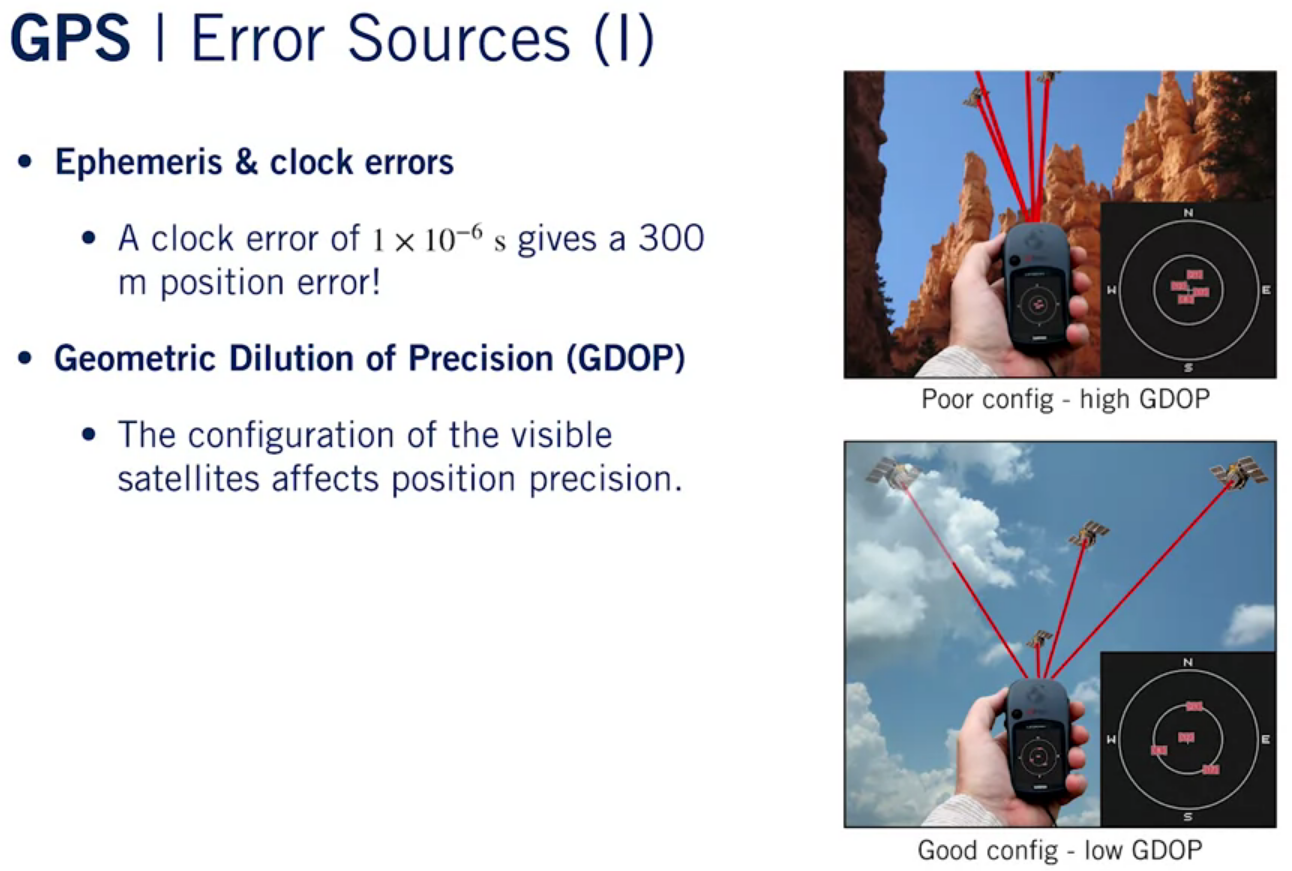 GPS | Error Sources (I)
• Ephemeris & clock errors
• A clock error of 1 × 10⁻⁶ s gives a 300
m position error!
• Geometric Dilution of Precision (GDOP)
• The configuration of the visible
satellites affects position precision.
N
W
E
S
Poor config - high GDOP
N
W
E
S
Good config - low GDOP